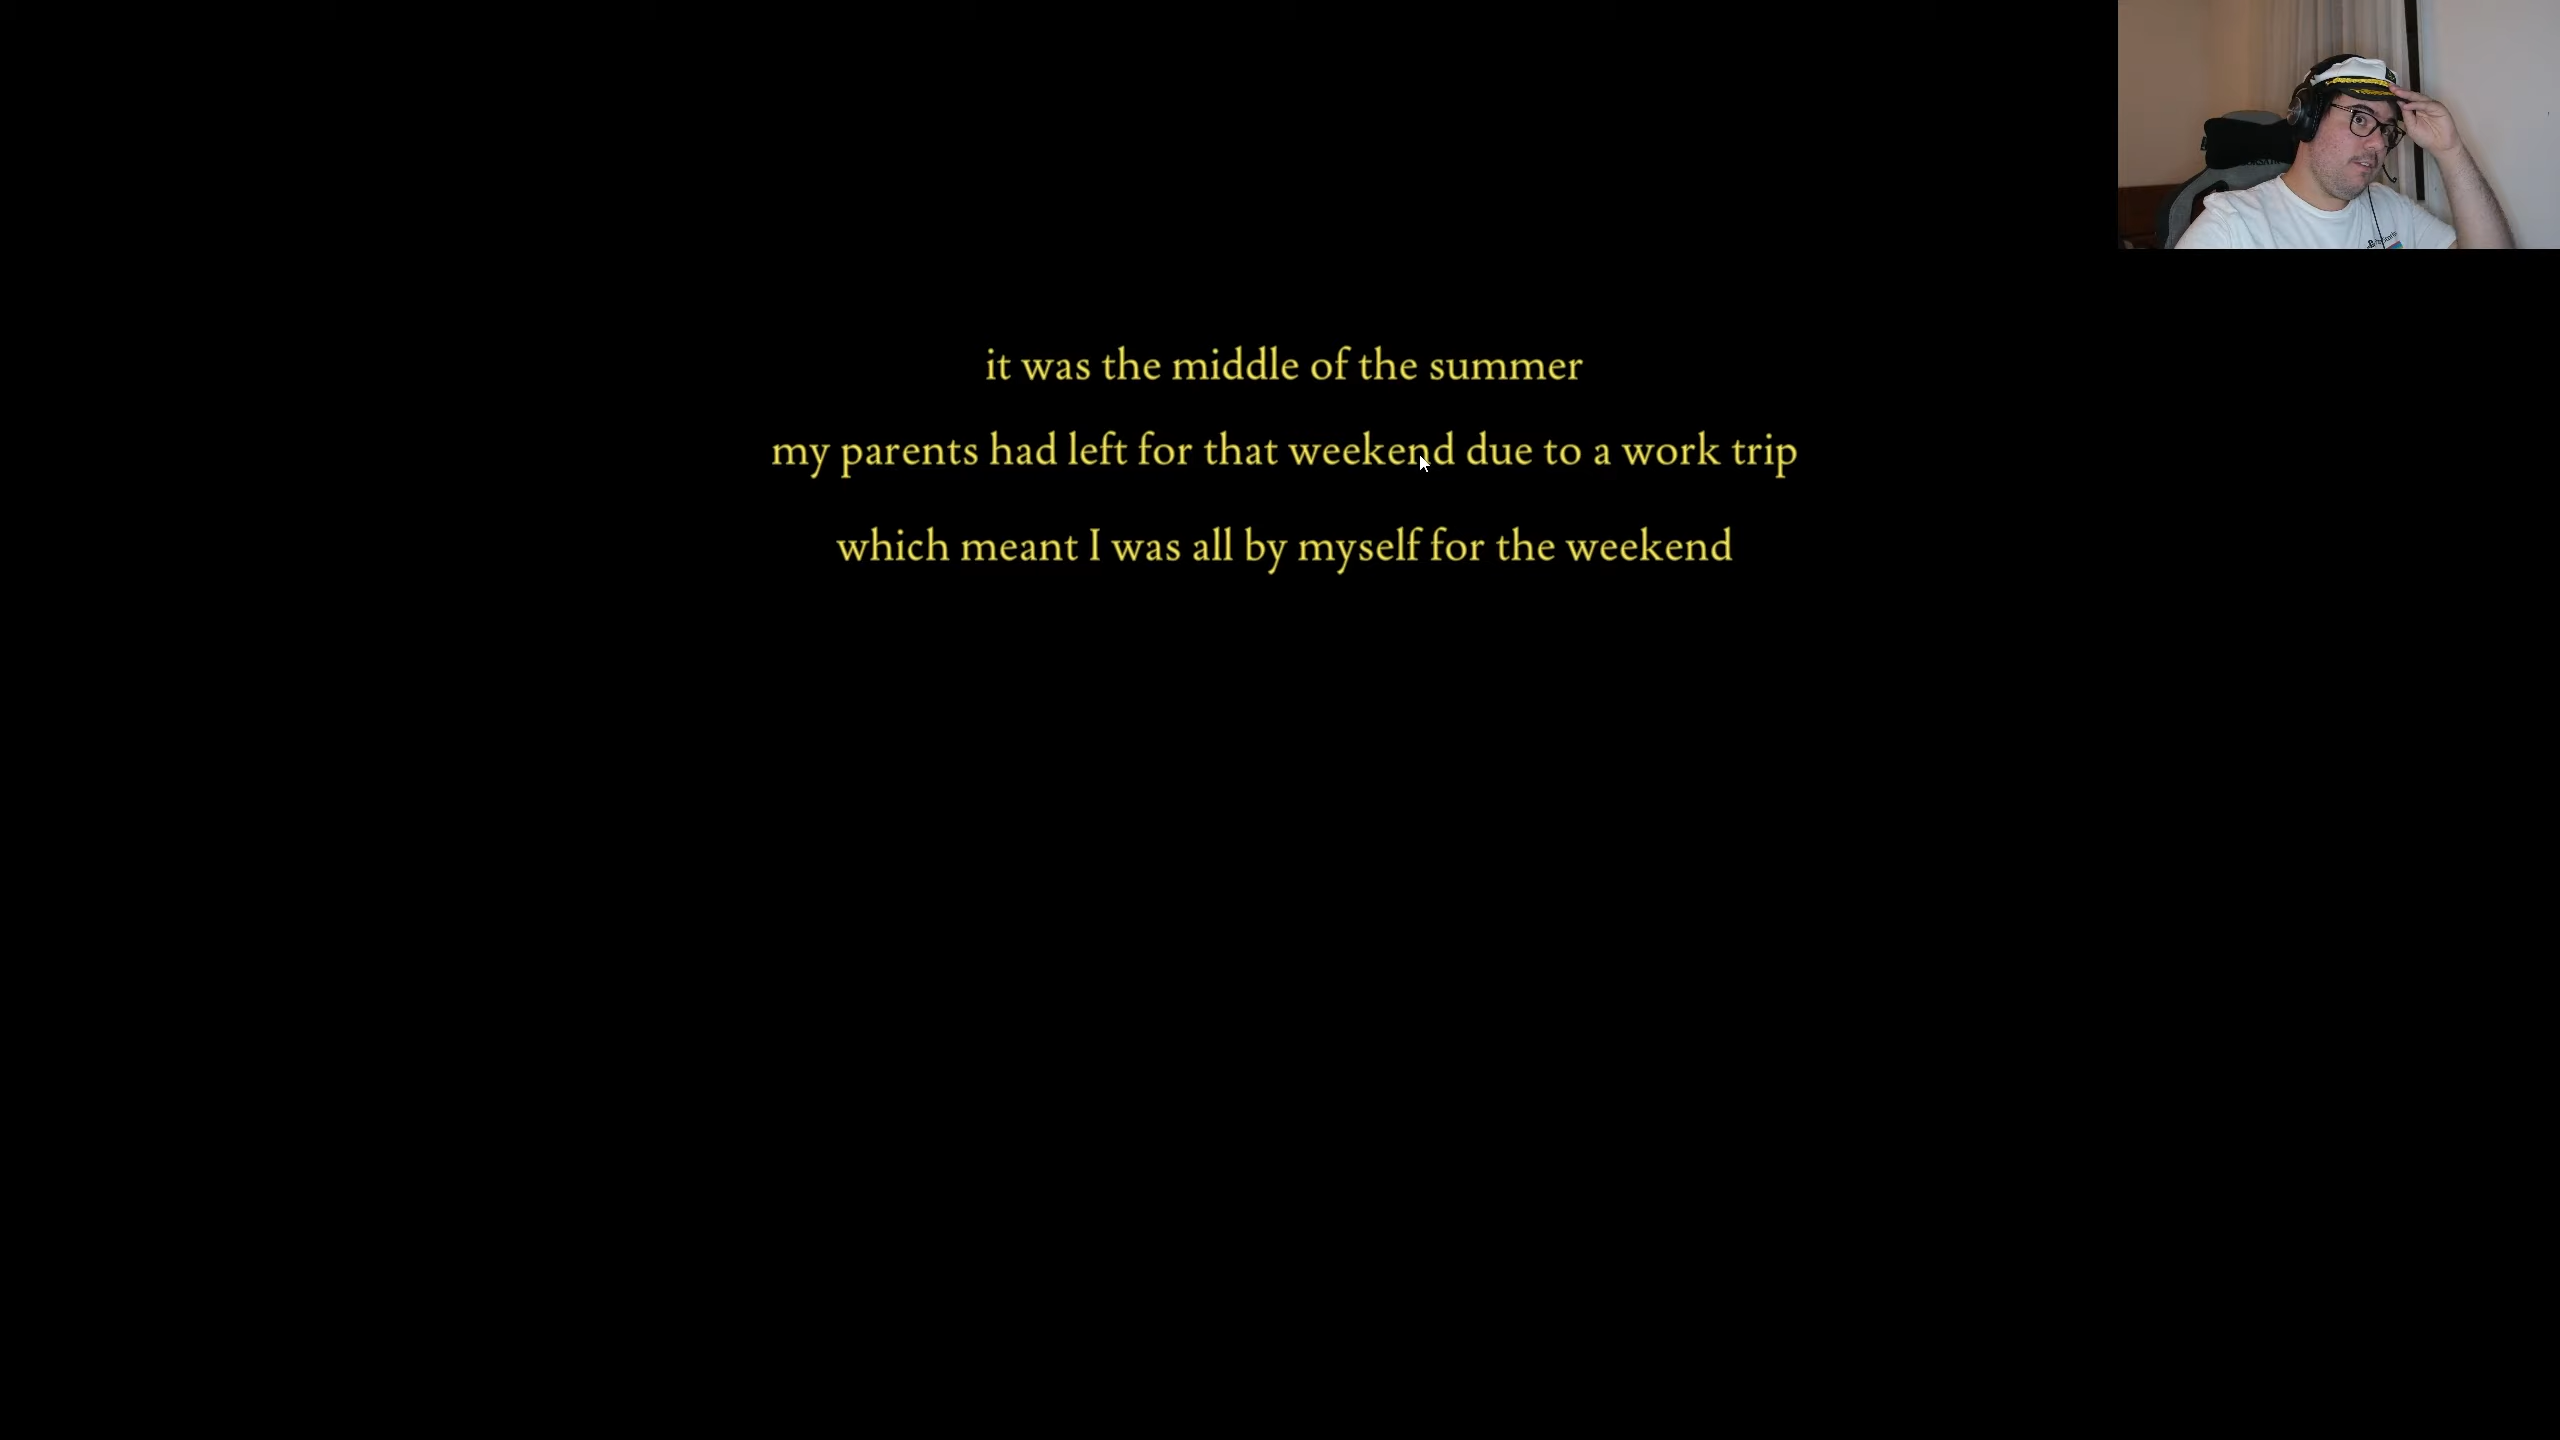 it was the middle of the summer
my parents had left for that weekend due to a work trip
which meant I was all by myself for the weekend